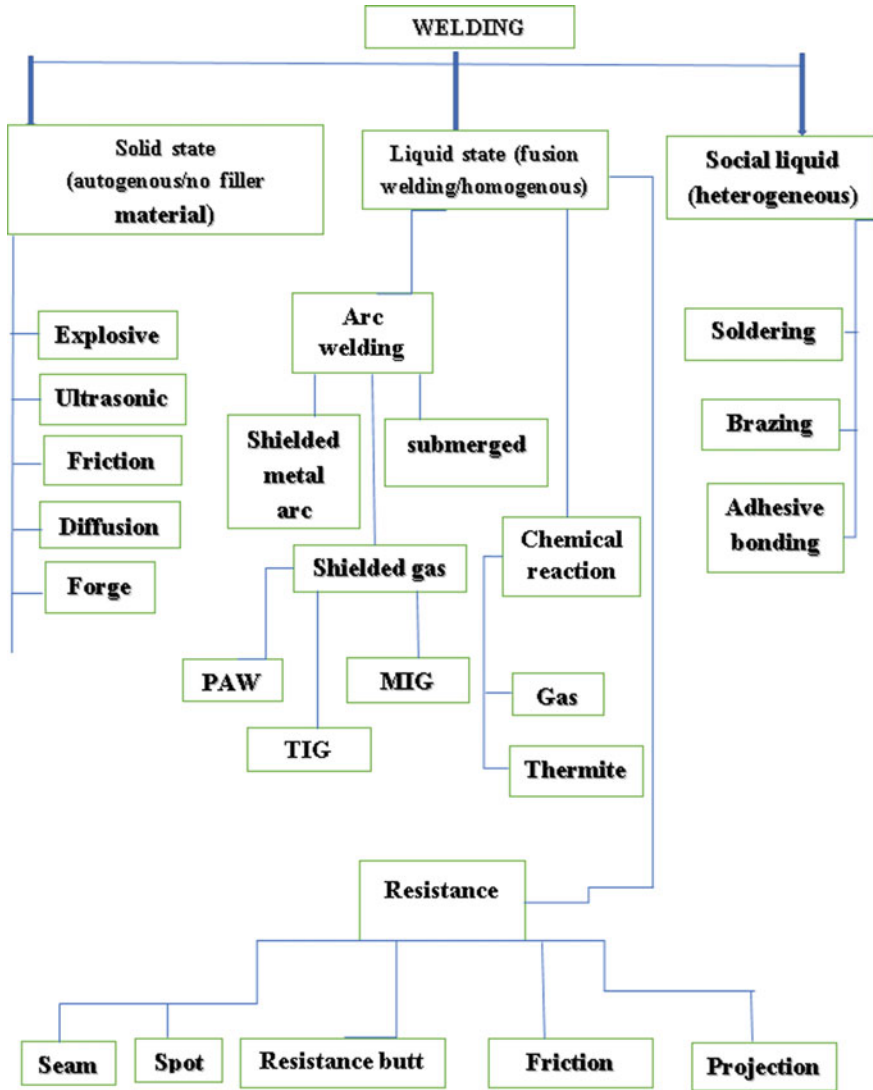 WELDING
Solid state
(autogenous/no filler
material)
Liquid state (fusion
welding/homogenous)
Social liquid
(heterogeneous)
Explosive
Ultrasonic
Friction
Diffusion
Forge
Arc
welding
Shielded
metal
arc
submerged
Shielded gas
PAW
TIG
MIG
Chemical
reaction
Gas
Thermite
Soldering
Brazing
Adhesive
bonding
Resistance
Seam
Spot
Resistance butt
Friction
Projection